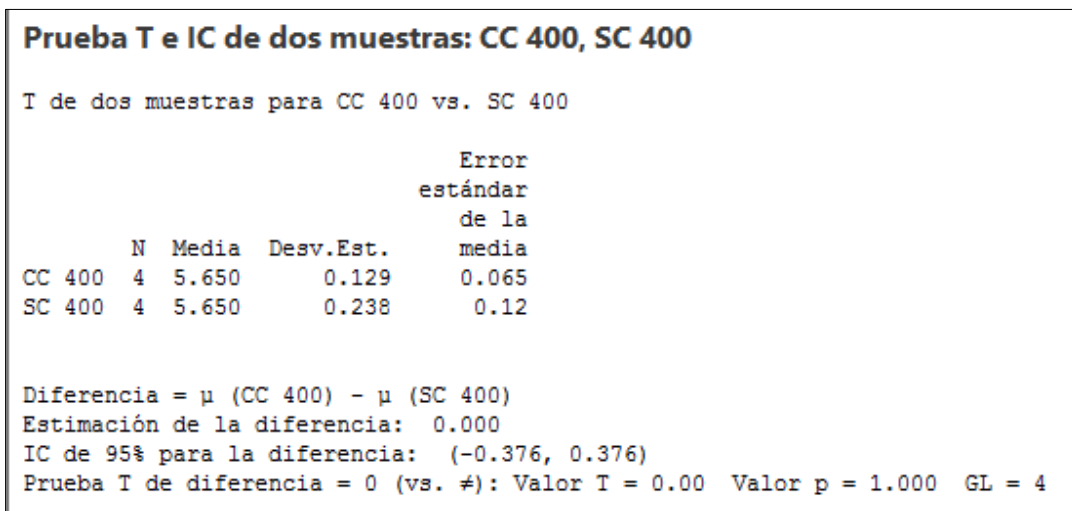 Prueba T e IC de dos muestras: CC 400, SC 400
T de dos muestras para CC 400 vs. SC 400
Error
estándar
de la
N Media Desv.Est. media
CC 400 4 5.650 0.129 0.065
SC 400 4 5.650 0.238 0.12
Diferencia = μ (CC 400) - μ (SC 400)
Estimación de la diferencia: 0.000
IC de 95% para la diferencia: (-0.376, 0.376)
Prueba T de diferencia = 0 (vs. ≠): Valor T = 0.00 Valor p = 1.000 GL = 4